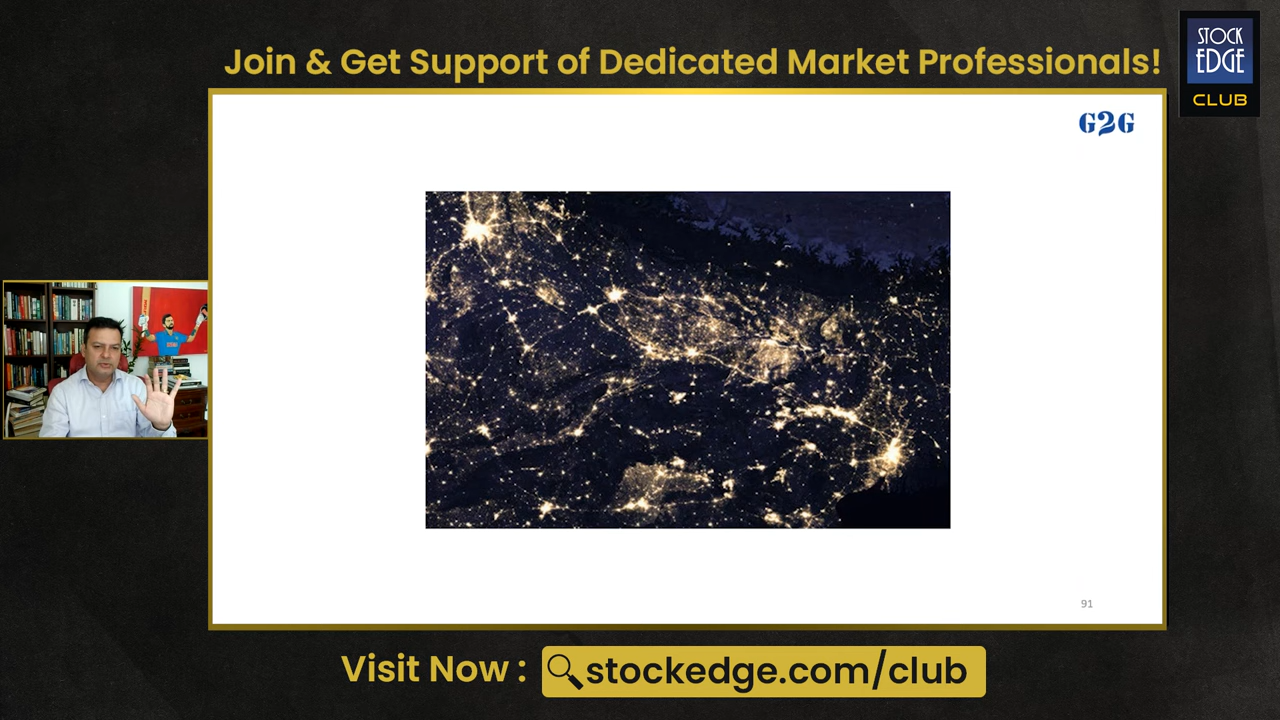 Join & Get Support of Dedicated Market Professionals!
STOCK
EDGE
CLUB
G2G
91
Visit Now :
stockedge.com/club